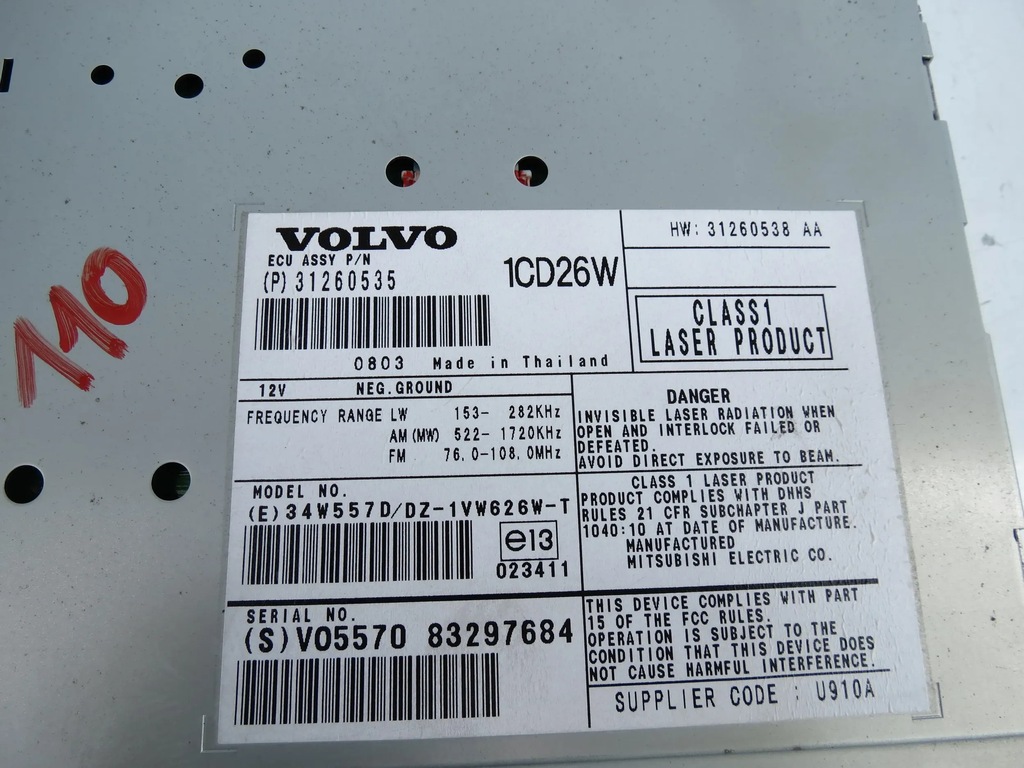 110
VOLVO
ECU ASSY P/N
(P) 31260535
1CD26W
HW: 31260538 AA
CLASS1
LASER PRODUCT
0803 Made in Thailand
12V NEG.GROUND
FREQUENCY RANGE LW 153- 282KHz
AM (MW) 522- 1720KHz
FM 76.0-108.0MHz
DANGER
INVISIBLE LASER RADIATION WHEN
OPEN AND INTERLOCK FAILED OR
DEFEATED.
AVOID DIRECT EXPOSURE TO BEAM.
MODEL NO.
(E) 34W557D/DZ-1VW626W-T
e13
023411
CLASS 1 LASER PRODUCT
PRODUCT COMPLIES WITH DHHS
RULES 21 CFR SUBCHAPTER J PART
1040:10 AT DATE OF MANUFACTURE.
MANUFACTURED
MITSUBISHI ELECTRIC CO.
SERIAL NO.
(S) VO5570 83297684
THIS DEVICE COMPLIES WITH PART
15 OF THE FCC RULES.
OPERATION IS SUBJECT TO THE
CONDITION THAT THIS DEVICE DOES
NOT CAUSE HARMFUL INTERFERENCE.
SUPPLIER CODE : U910A